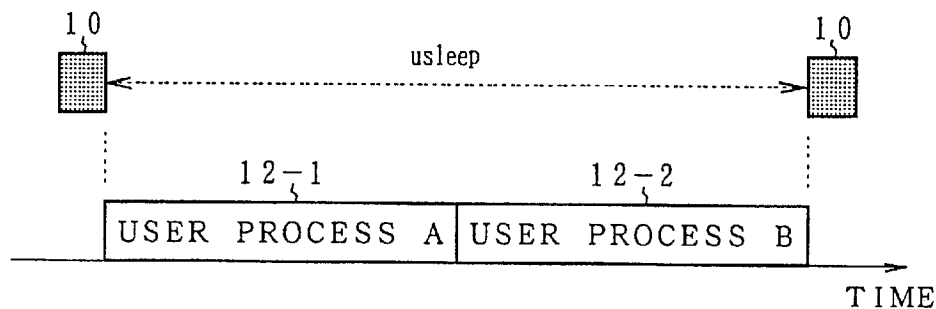 10 10
usleep
12-1 12-2
USER PROCESS A USER PROCESS B
TIME